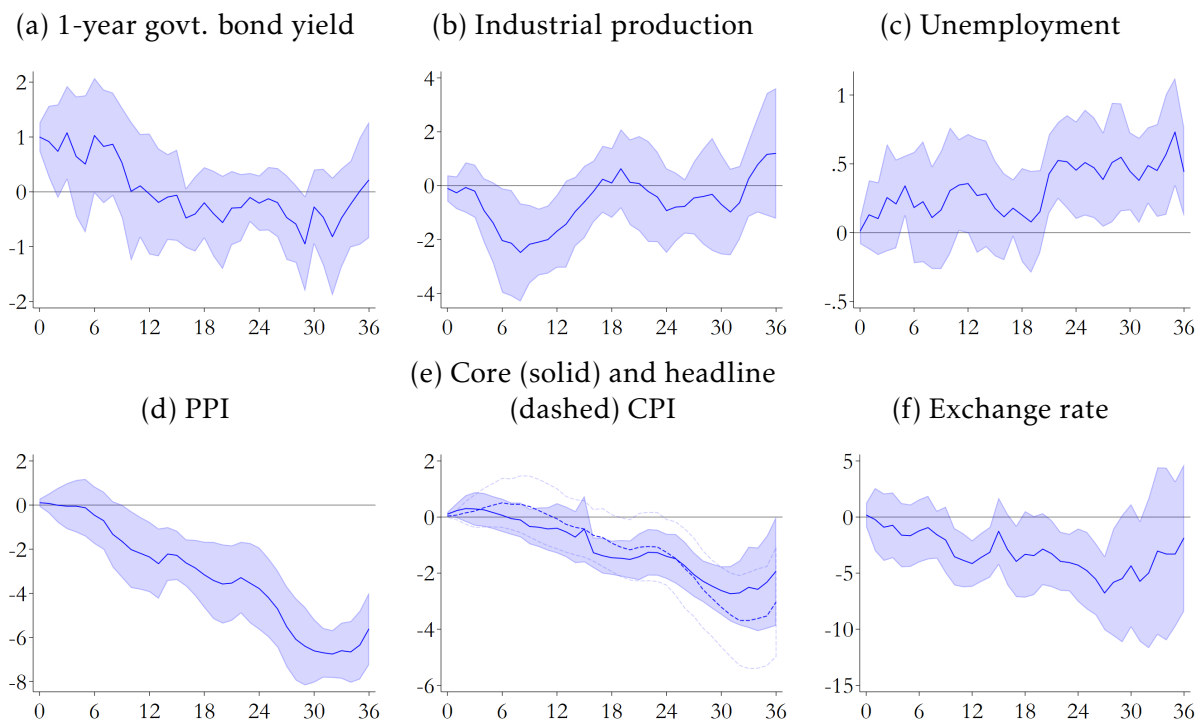 (a) 1-year govt. bond yield
(b) Industrial production
(c) Unemployment
2
1
0
-1
-2
0 6 12 18 24 30 36
4
2
0
-2
-4
0 6 12 18 24 30 36
1
.5
0
-.5
0 6 12 18 24 30 36
(d) PPI
(e) Core (solid) and headline
(dashed) CPI
(f) Exchange rate
2
0
-2
-4
-6
-8
0 6 12 18 24 30 36
2
0
-2
-4
-6
0 6 12 18 24 30 36
5
0
-5
-10
-15
0 6 12 18 24 30 36